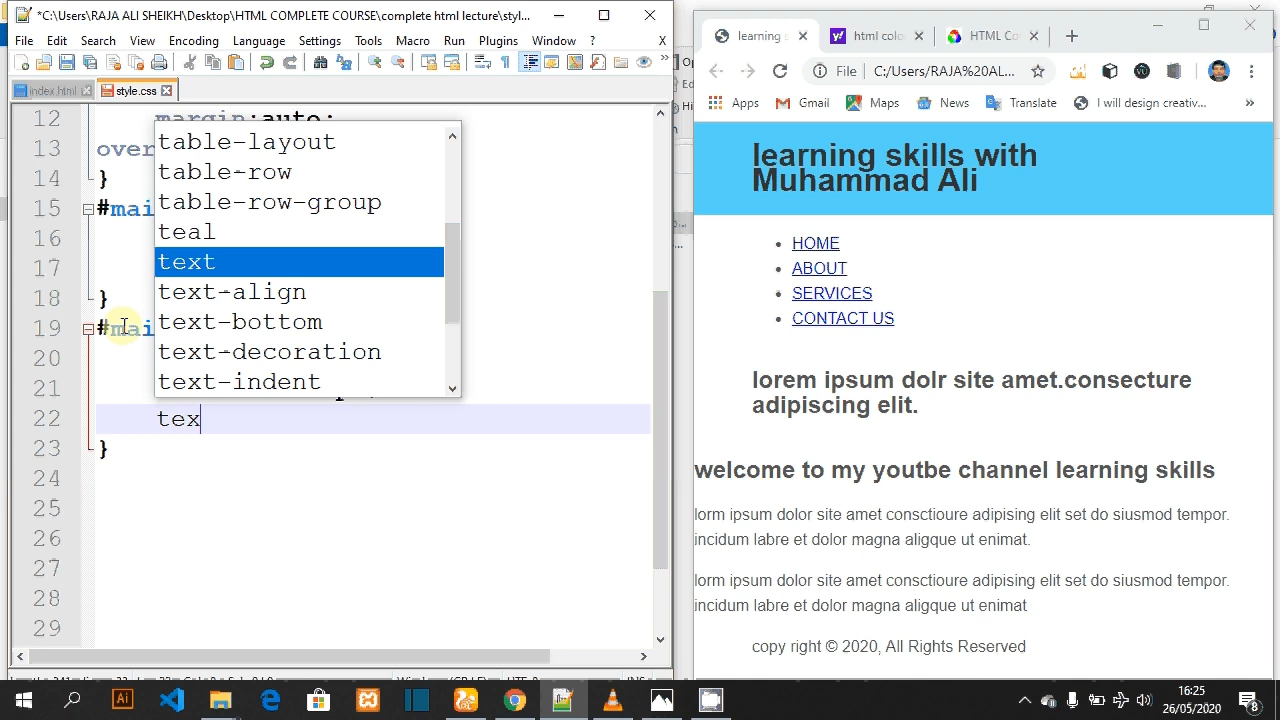 *C:\Users\RAJA ALI SHEIKH\Desktop\HTML COMPLETE COURSE\complete html lecture\styl...
File Edit Search View Encoding Language Settings Tools Macro Run Plugins Window ? X
index.html style.css
12 margin:auto;
13 over
14 }
15 #mai
16
17
18 }
19 #mai
20
21
22 tex
23 }
24
25
26
27
28
29
table-layout
table-row
table-row-group
teal
text
text-align
text-bottom
text-decoration
text-indent
learning s html colo HTML Co
File C:/Users/RAJA%20AL...
Apps Gmail Maps News Translate I will design creativ... »
learning skills with
Muhammad Ali
HOME
ABOUT
SERVICES
CONTACT US
lorem ipsum dolr site amet.consecture
adipiscing elit.
welcome to my youtbe channel learning skills
lorm ipsum dolor site amet consctioure adipising elit set do siusmod tempor.
incidum labre et dolor magna aligque ut enimat.
lorm ipsum dolor site amet consctioure adipising elit set do siusmod tempor.
incidum labre et dolor magna aligque ut enimat
copy right © 2020, All Rights Reserved
Ai
16:25
26/05/2020
8